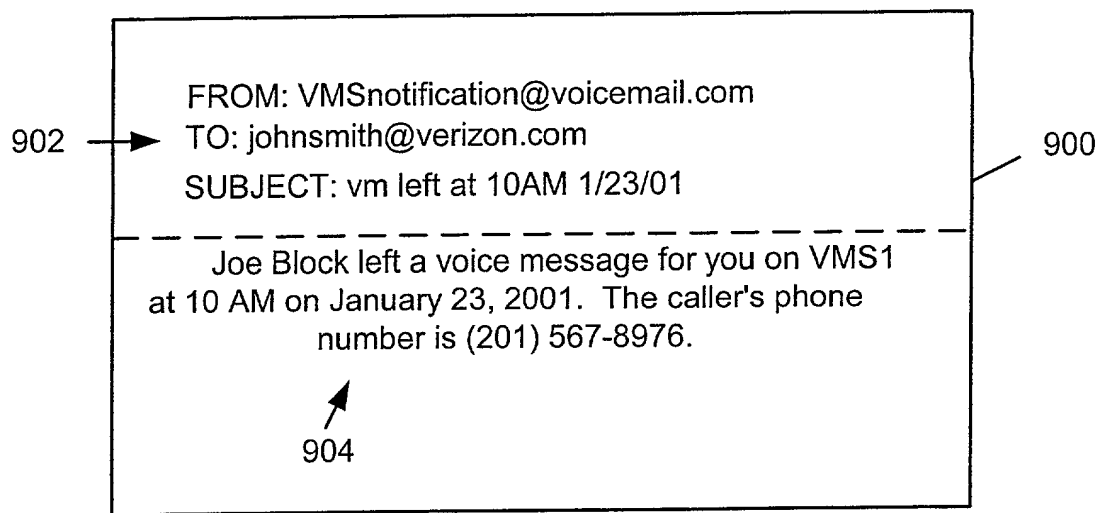 FROM: VMSnotification@voicemail.com
902
TO: johnsmith@verizon.com
900
SUBJECT: vm left at 10AM 1/23/01
Joe Block left a voice message for you on VMS1
at 10 AM on January 23, 2001. The caller's phone
number is (201) 567-8976.
904